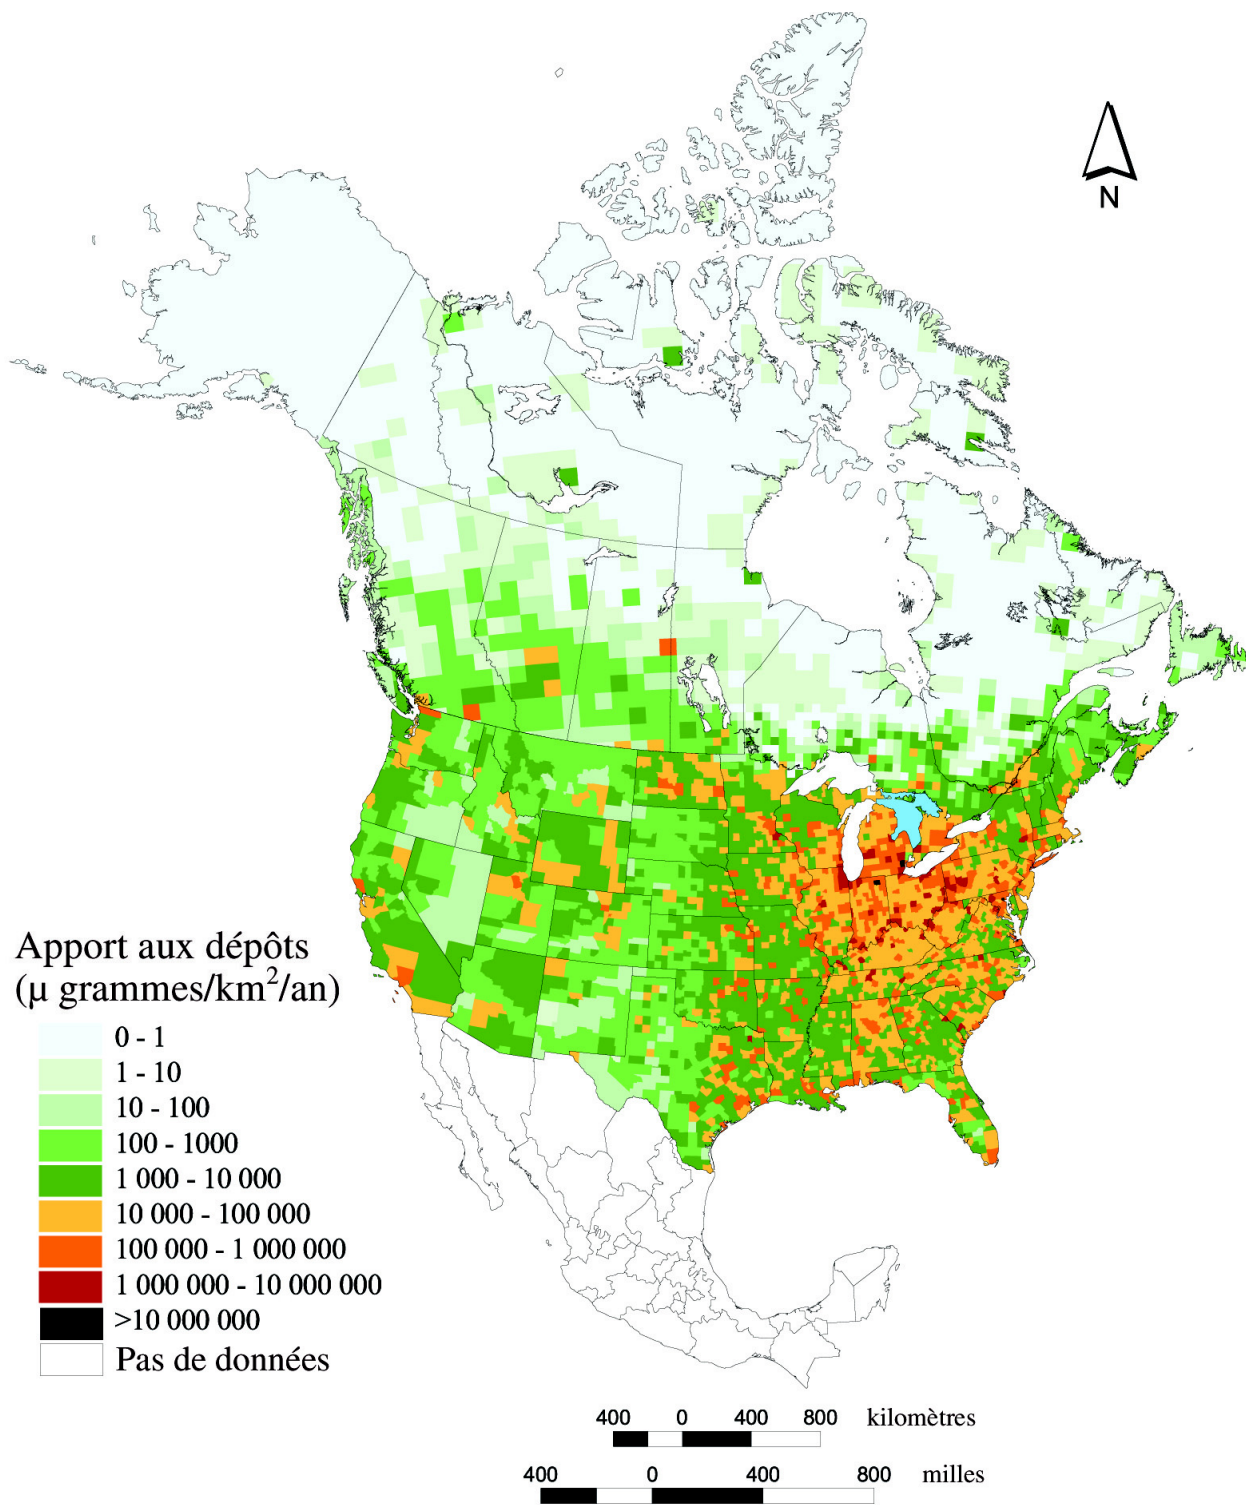 N
Apport aux dépôts
(µ grammes/km²/an)
0 - 1
1 - 10
10 - 100
100 - 1000
1 000 - 10 000
10 000 - 100 000
100 000 - 1 000 000
1 000 000 - 10 000 000
>10 000 000
Pas de données
400 0 400 800 kilomètres
400 0 400 800 milles